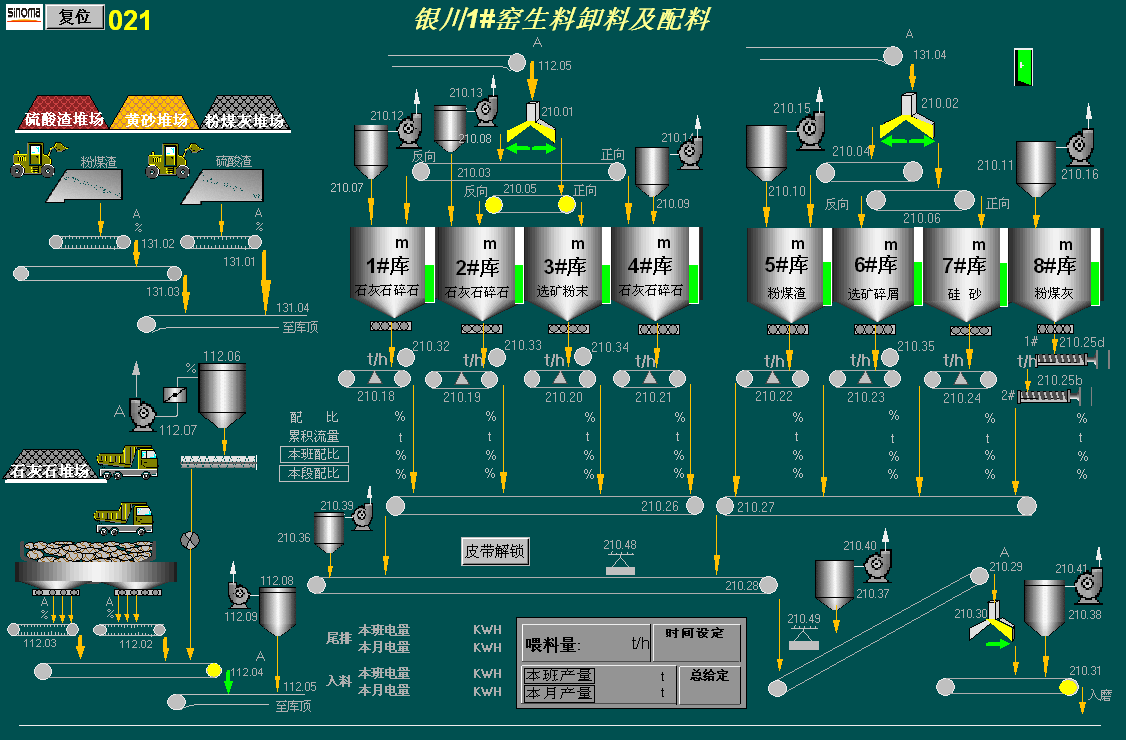 sinoma
复位
021
银川1#窑生料卸料及配料
A
112.05
A
131.04
210.12
210.13
210.08
210.01
210.14
210.15
210.02
210.11
210.16
硫酸渣堆场
黄砂堆场
粉煤灰堆场
粉煤渣
硫酸渣
反向
正向
210.03
210.07
反向
210.05
正向
210.09
210.04
210.10
反向
210.06
正向
A
%
131.02
A
%
131.01
131.03
131.04
至库顶
m
1#库
石灰石碎石
m
2#库
石灰石碎石
m
3#库
选矿粉末
m
4#库
石灰石碎石
m
5#库
粉煤渣
m
6#库
选矿碎屑
m
7#库
硅 砂
m
8#库
粉煤灰
210.32
210.33
210.34
210.35
1#
210.25d
t/h
t/h
t/h
t/h
t/h
t/h
t/h
t/h
210.18
210.19
210.20
210.21
210.22
210.23
210.24
2#
210.25b
112.06
%
A
112.07
配 比
% % % % % % % %
累积流量
t t t t t t t t
本班配比
% % % % % % % %
本段配比
% % % % % % % %
石灰石堆场
210.26
210.27
210.39
210.36
皮带解锁
210.48
210.28
210.40
210.37
210.49
A
210.29
210.30
210.41
210.38
210.31
入磨
A
%
A
%
112.03
112.02
112.08
112.09
A
112.04
112.05
至库顶
尾排
本班电量 KWH
本月电量 KWH
入料
本班电量 KWH
本月电量 KWH
喂料量: t/h
时间设定
本班产量 t
本月产量 t
总给定